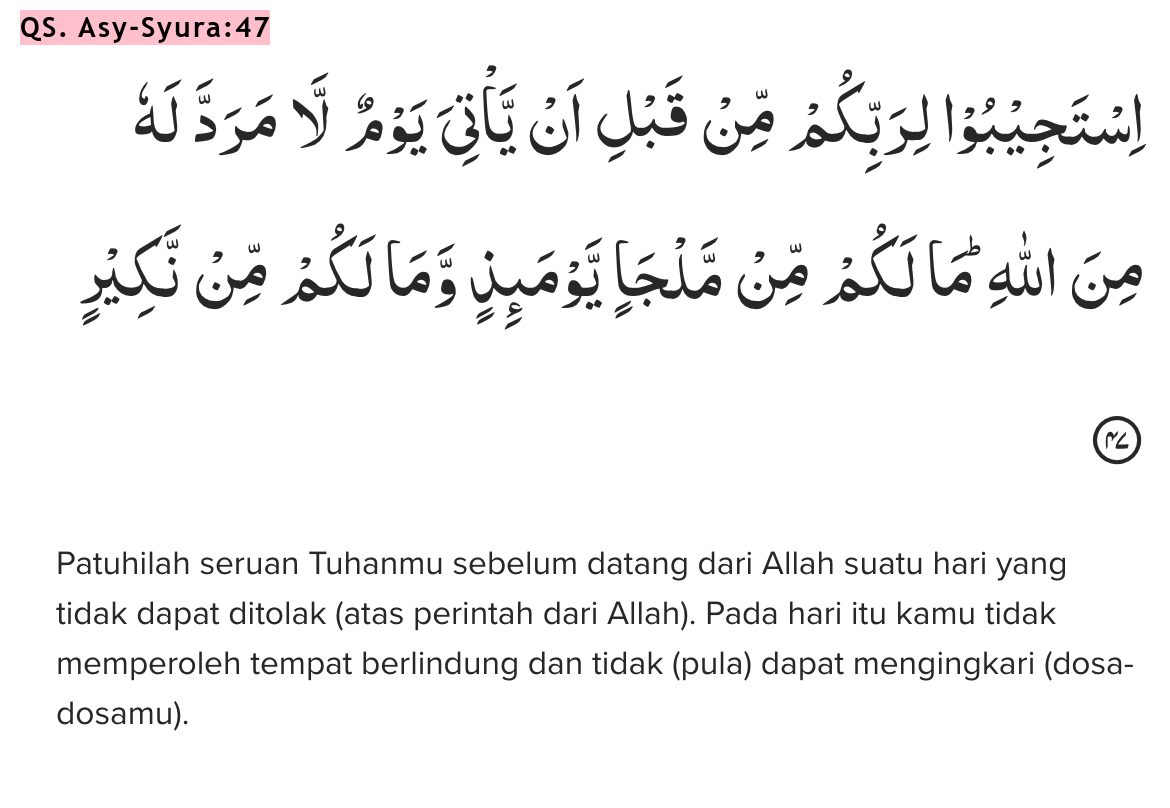 QS. Asy-Syura:47
اِسْتَجِيْبُوْا لِرَبِّكُمْ مِّنْ قَبْلِ اَنْ يَّأْتِيَ يَوْمٌ لَّا مَرَدَّ لَهٗ
مِنَ اللّٰهِ ۗمَا لَكُمْ مِّنْ مَّلْجَاٍ يَّوْمَىِٕذٍ وَّمَا لَكُمْ مِّنْ نَّكِيْرٍ
٤٧
Patuhilah seruan Tuhanmu sebelum datang dari Allah suatu hari yang
tidak dapat ditolak (atas perintah dari Allah). Pada hari itu kamu tidak
memperoleh tempat berlindung dan tidak (pula) dapat mengingkari (dosa-
dosamu).